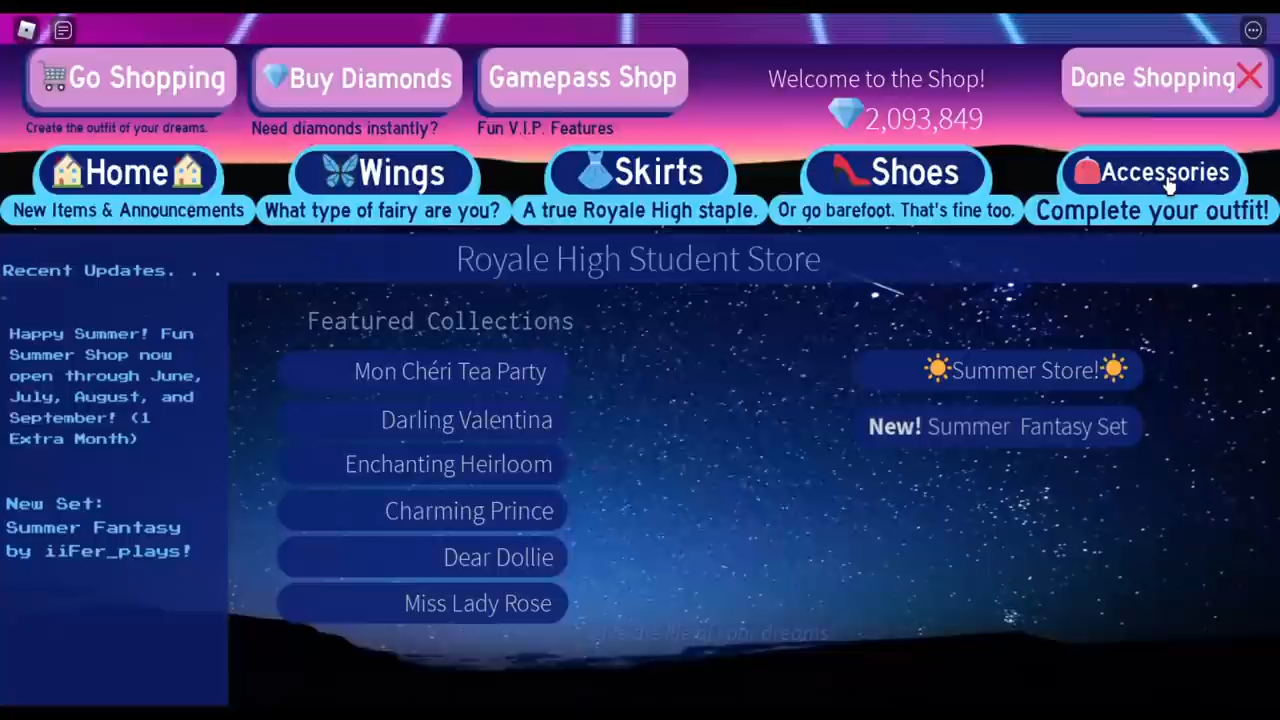 Go Shopping
Buy Diamonds
Gamepass Shop
Welcome to the Shop!
Done Shopping
2,093,849
Create the outfit of your dreams.
Need diamonds instantly?
Fun V.I.P. Features
Home
Wings
Skirts
Shoes
Accessories
New Items & Announcements
What type of fairy are you?
A true Royale High staple.
Or go barefoot. That's fine too.
Complete your outfit!
Royale High Student Store
Recent Updates. . .
Happy Summer! Fun
Summer Shop now
open through June,
July, August, and
September! (1
Extra Month)
New Set:
Summer Fantasy
by iiFer_plays!
Featured Collections
Mon Chéri Tea Party
Darling Valentina
Enchanting Heirloom
Charming Prince
Dear Dollie
Miss Lady Rose
Summer Store!
New! Summer Fantasy Set
of your dreams